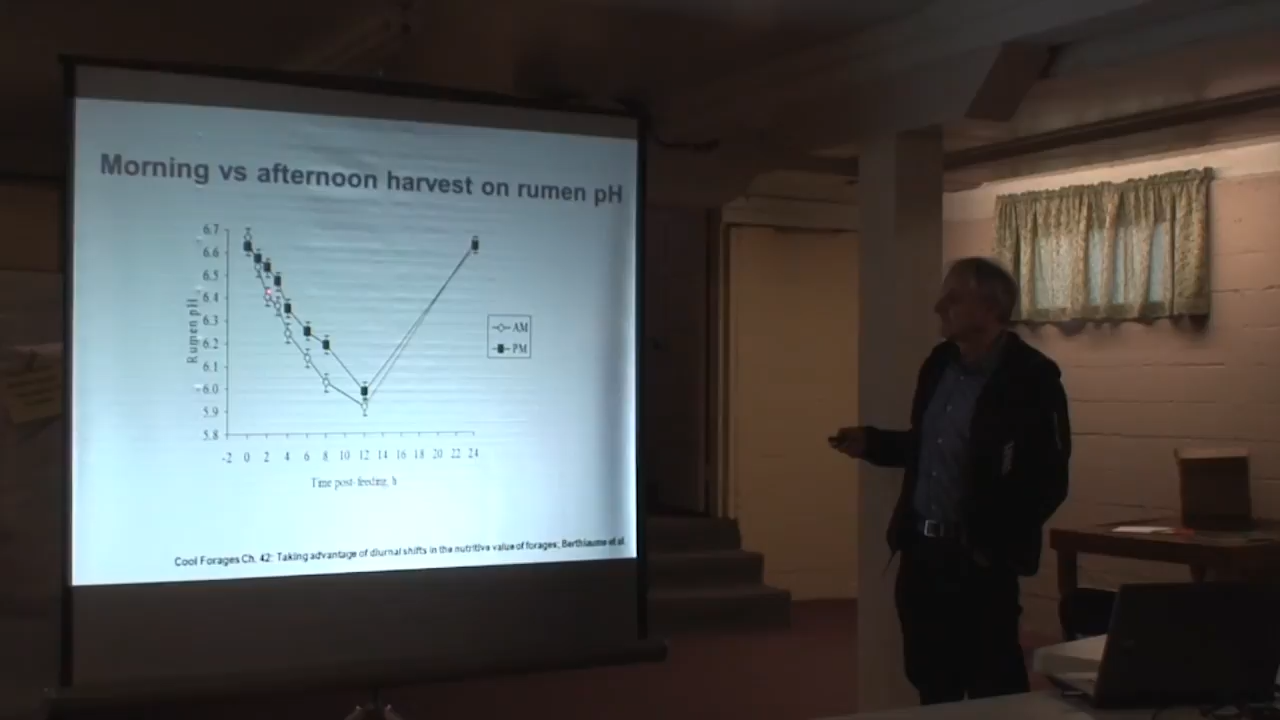 Morning vs afternoon harvest on rumen pH
6.7
6.6
6.5
6.4
6.3
6.2
6.1
6.0
5.9
5.8
Rumen pH
AM
PM
-2 0 2 4 6 8 10 12 14 16 18 20 22 24
Time post-feeding, h
Cool Forages Ch. 42: Taking advantage of diurnal shifts in the nutritive value of forages; Berthiaume et al.